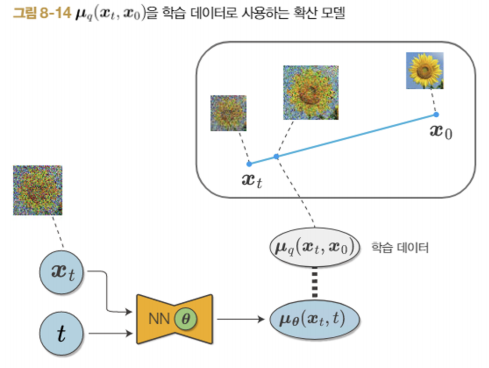 그림 8-14 μq(xt, x0)을 학습 데이터로 사용하는 확산 모델
x0
xt
μq(xt, x0) 학습 데이터
xt
NN θ
μθ(xt, t)
t